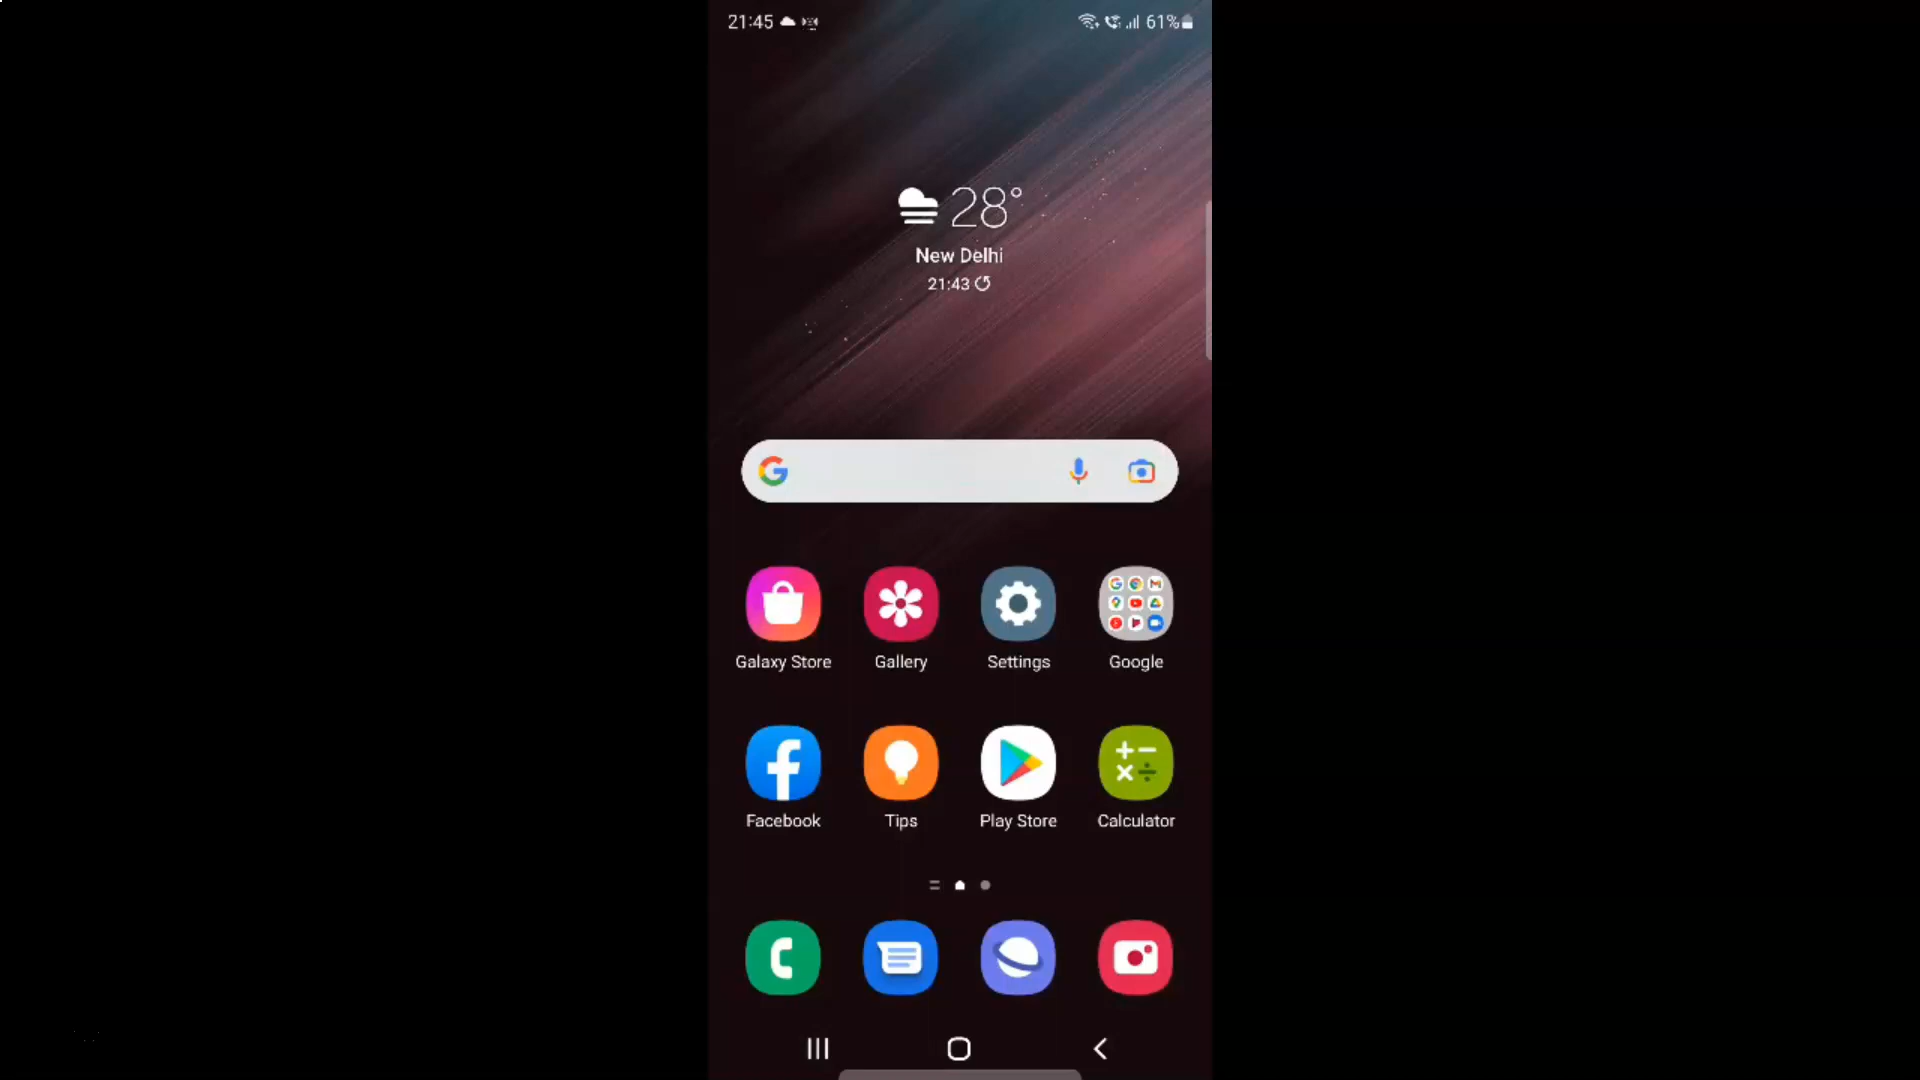 21:45
61%
28°
New Delhi
21:43
Galaxy Store
Gallery
Settings
Google
Facebook
Tips
Play Store
Calculator